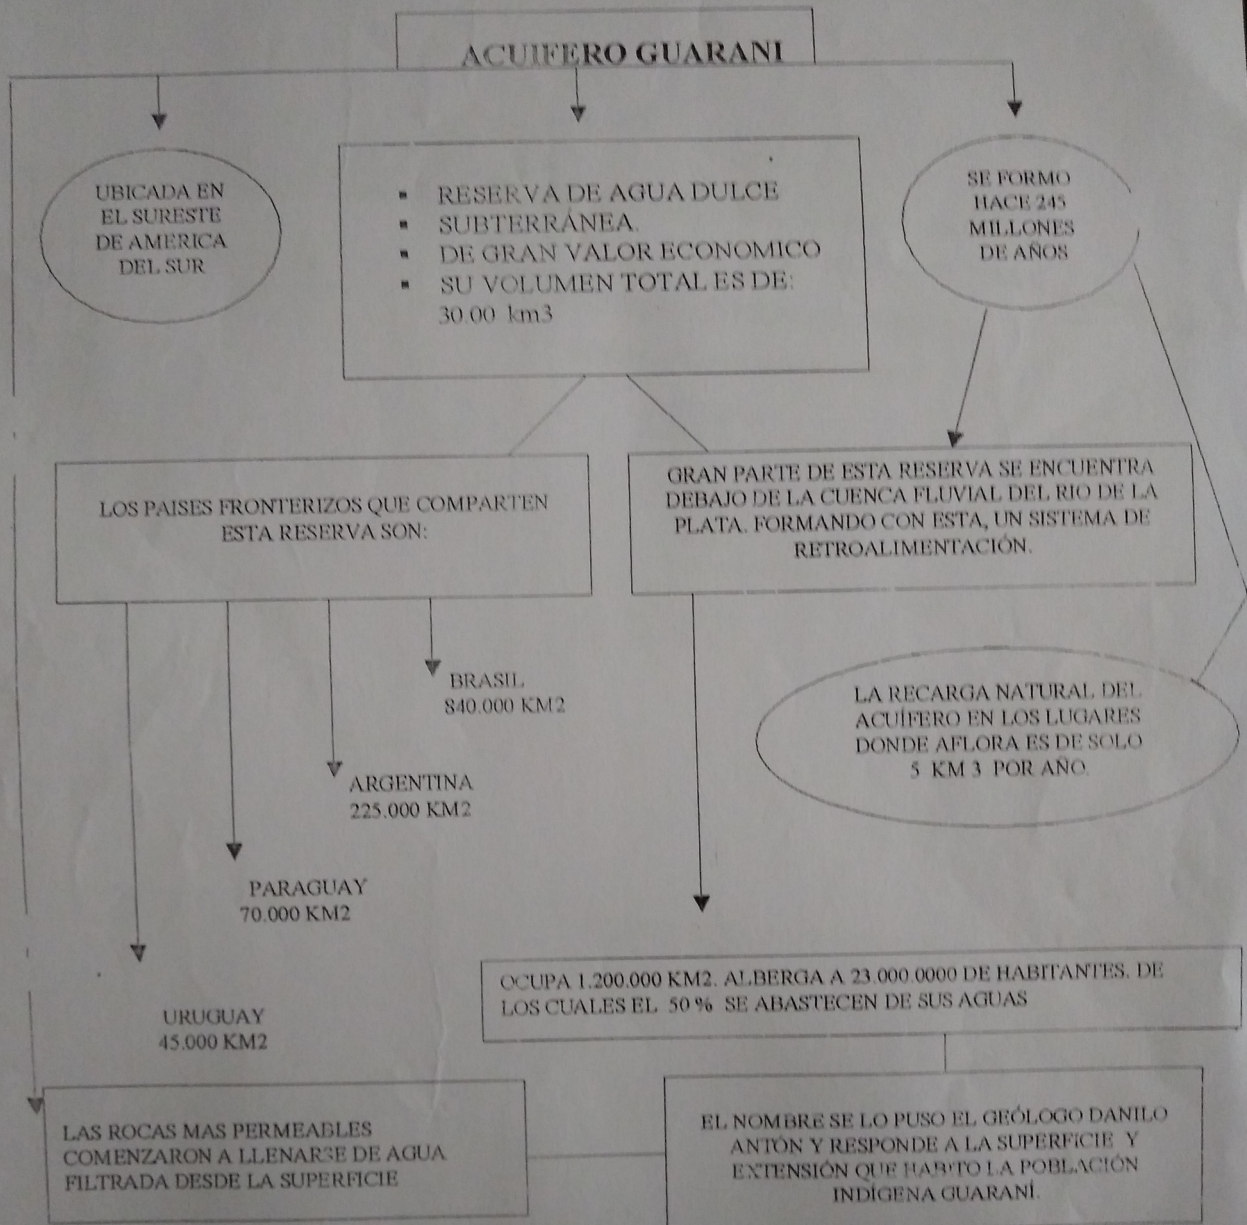 ACUIFERO GUARANI
UBICADA EN
EL SURESTE
DE AMERICA
DEL SUR
▪ RESERVA DE AGUA DULCE
▪ SUBTERRÁNEA.
▪ DE GRAN VALOR ECONOMICO
▪ SU VOLUMEN TOTAL ES DE:
30.00 km3
SE FORMO
HACE 245
MILLONES
DE AÑOS
LOS PAISES FRONTERIZOS QUE COMPARTEN
ESTA RESERVA SON:
GRAN PARTE DE ESTA RESERVA SE ENCUENTRA
DEBAJO DE LA CUENCA FLUVIAL DEL RIO DE LA
PLATA. FORMANDO CON ESTA, UN SISTEMA DE
RETROALIMENTACIÓN.
BRASIL
840.000 KM2
ARGENTINA
225.000 KM2
PARAGUAY
70.000 KM2
URUGUAY
45.000 KM2
LA RECARGA NATURAL DEL
ACUÍFERO EN LOS LUGARES
DONDE AFLORA ES DE SOLO
5 KM 3 POR AÑO.
OCUPA 1.200.000 KM2. ALBERGA A 23.000.0000 DE HABITANTES. DE
LOS CUALES EL 50 % SE ABASTECEN DE SUS AGUAS
LAS ROCAS MAS PERMEABLES
COMENZARON A LLENARSE DE AGUA
FILTRADA DESDE LA SUPERFICIE
EL NOMBRE SE LO PUSO EL GEÓLOGO DANILO
ANTÓN Y RESPONDE A LA SUPERFICIE Y
EXTENSIÓN QUE HABITO LA POBLACIÓN
INDÍGENA GUARANÍ.